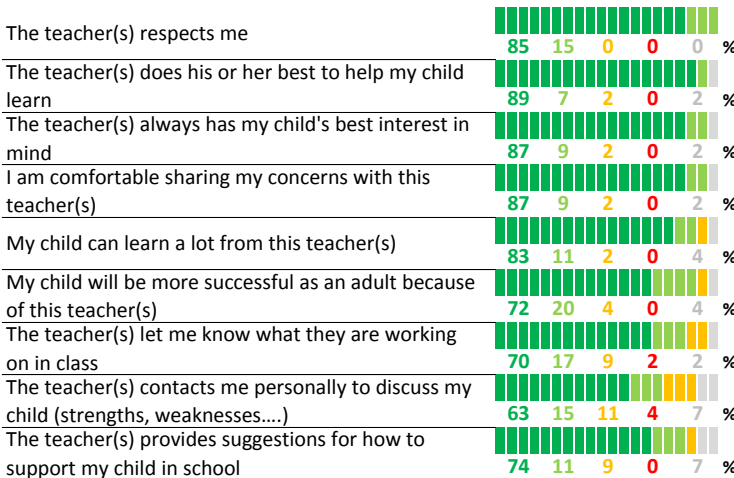 The teacher(s) respects me
85 15 0 0 0 %
The teacher(s) does his or her best to help my child
learn
89 7 2 0 2 %
The teacher(s) always has my child's best interest in
mind
87 9 2 0 2 %
I am comfortable sharing my concerns with this
teacher(s)
87 9 2 0 2 %
My child can learn a lot from this teacher(s)
83 11 2 0 4 %
My child will be more successful as an adult because
of this teacher(s)
72 20 4 0 4 %
The teacher(s) let me know what they are working
on in class
70 17 9 2 2 %
The teacher(s) contacts me personally to discuss my
child (strengths, weaknesses....)
63 15 11 4 7 %
The teacher(s) provides suggestions for how to
support my child in school
74 11 9 0 7 %